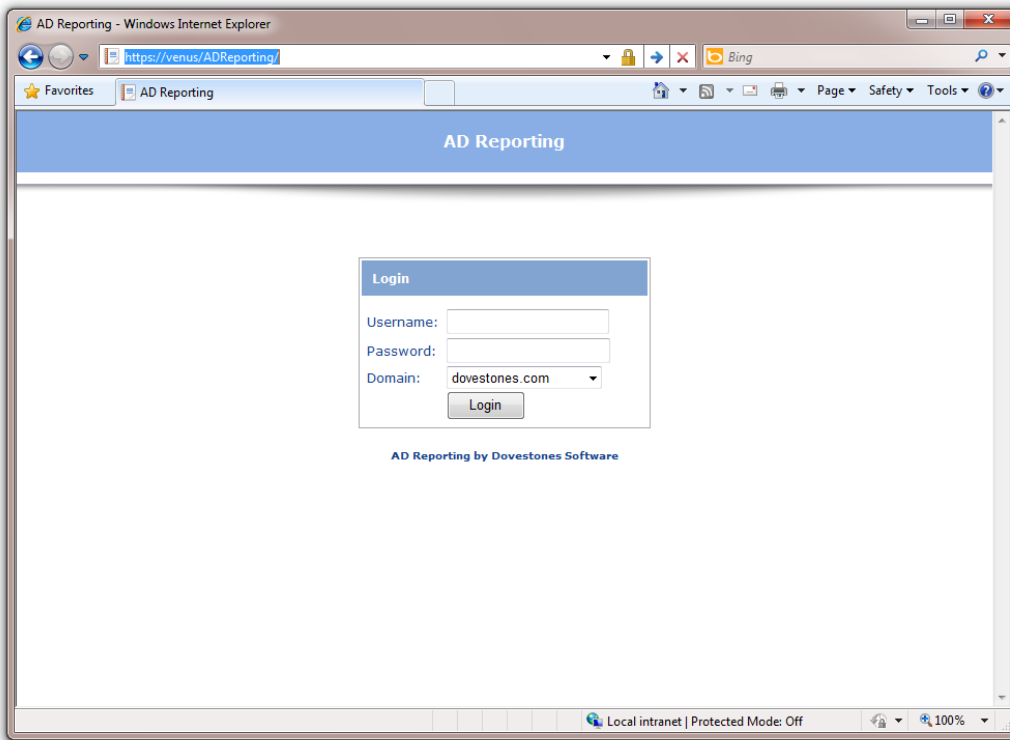 AD Reporting - Windows Internet Explorer
https://venus/ADReporting/
Bing
Favorites
AD Reporting
Page
Safety
Tools
AD Reporting
Login
Username:
Password:
Domain:
dovestones.com
Login
AD Reporting by Dovestones Software
Local intranet | Protected Mode: Off
100%